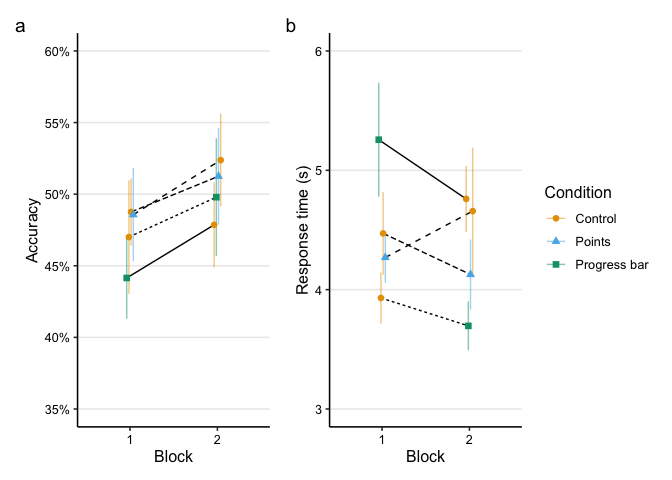 a
60%
55%
50%
45%
40%
35%
Accuracy
1
2
Block
b
6
5
4
3
Response time (s)
1
2
Block
Condition
Control
Points
Progress bar